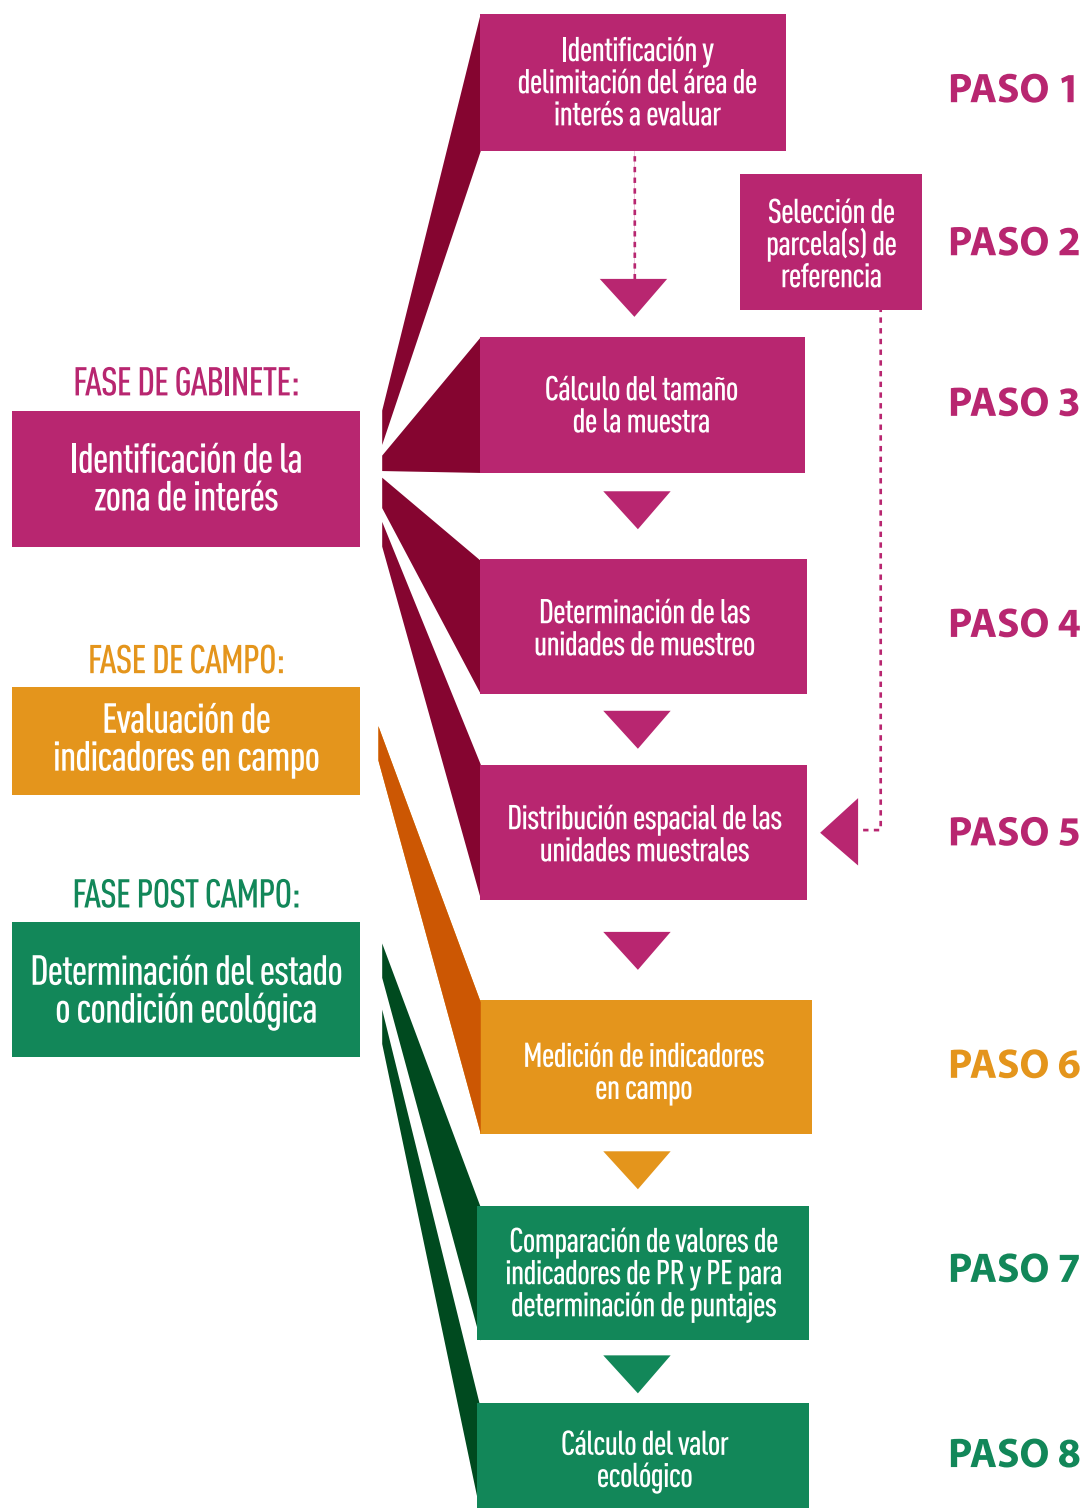 Identificación y
delimitación del área de
interés a evaluar
PASO 1
Selección de
parcela(s) de
referencia
PASO 2
FASE DE GABINETE:
Identificación de la
zona de interés
Cálculo del tamaño
de la muestra
PASO 3
Determinación de las
unidades de muestreo
PASO 4
FASE DE CAMPO:
Evaluación de
indicadores en campo
Distribución espacial de las
unidades muestrales
PASO 5
FASE POST CAMPO:
Determinación del estado
o condición ecológica
Medición de indicadores
en campo
PASO 6
Comparación de valores de
indicadores de PR y PE para
determinación de puntajes
PASO 7
Cálculo del valor
ecológico
PASO 8